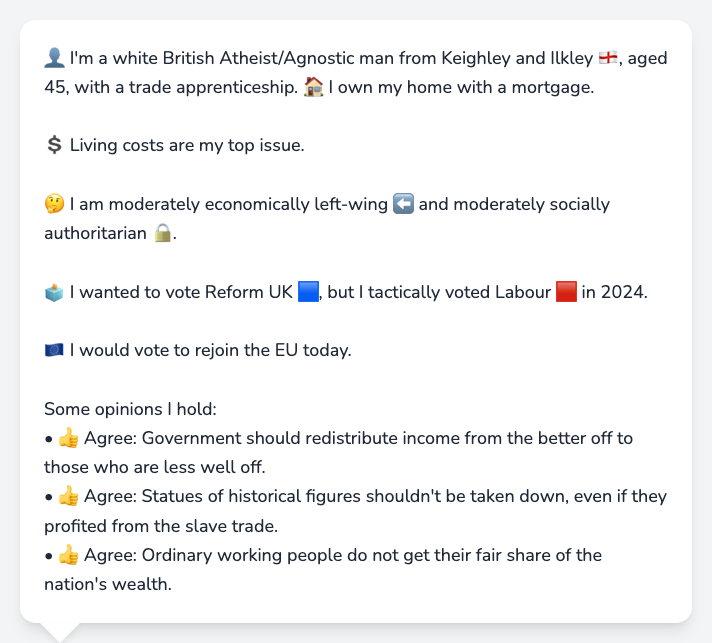 👤 I'm a white British Atheist/Agnostic man from Keighley and Ilkley 🏴󠁧󠁢󠁥󠁮󠁧󠁿, aged
45, with a trade apprenticeship. 🏠 I own my home with a mortgage.
💲 Living costs are my top issue.
🤔 I am moderately economically left-wing ⬅️ and moderately socially
authoritarian 🔒.
🗳️ I wanted to vote Reform UK 🟦, but I tactically voted Labour 🟥 in 2024.
🇪🇺 I would vote to rejoin the EU today.
Some opinions I hold:
• 👍 Agree: Government should redistribute income from the better off to
those who are less well off.
• 👍 Agree: Statues of historical figures shouldn't be taken down, even if they
profited from the slave trade.
• 👍 Agree: Ordinary working people do not get their fair share of the
nation's wealth.